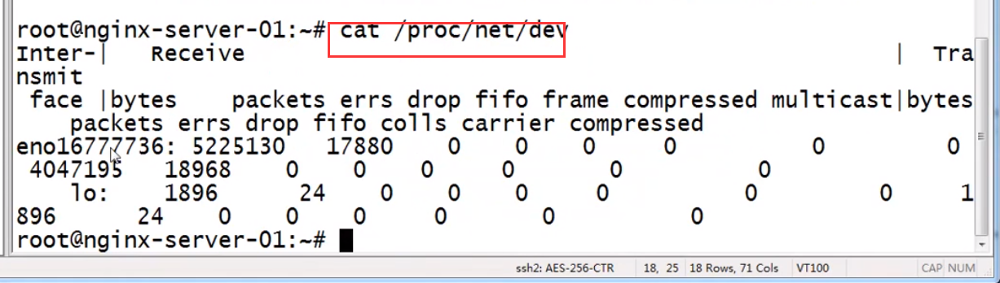 root@nginx-server-01:~# cat /proc/net/dev
Inter-|   Receive                                                |  Tra
nsmit
 face |bytes    packets errs drop fifo frame compressed multicast|bytes
    packets errs drop fifo colls carrier compressed
eno16777736: 5225130   17880    0    0    0     0          0         0
 4047195   18968    0    0    0     0       0          0
    lo:    1896      24    0    0    0     0          0         0     1
896      24    0    0    0     0       0          0
root@nginx-server-01:~#
ssh2: AES-256-CTR 18, 25 18 Rows, 71 Cols VT100 CAP NUM